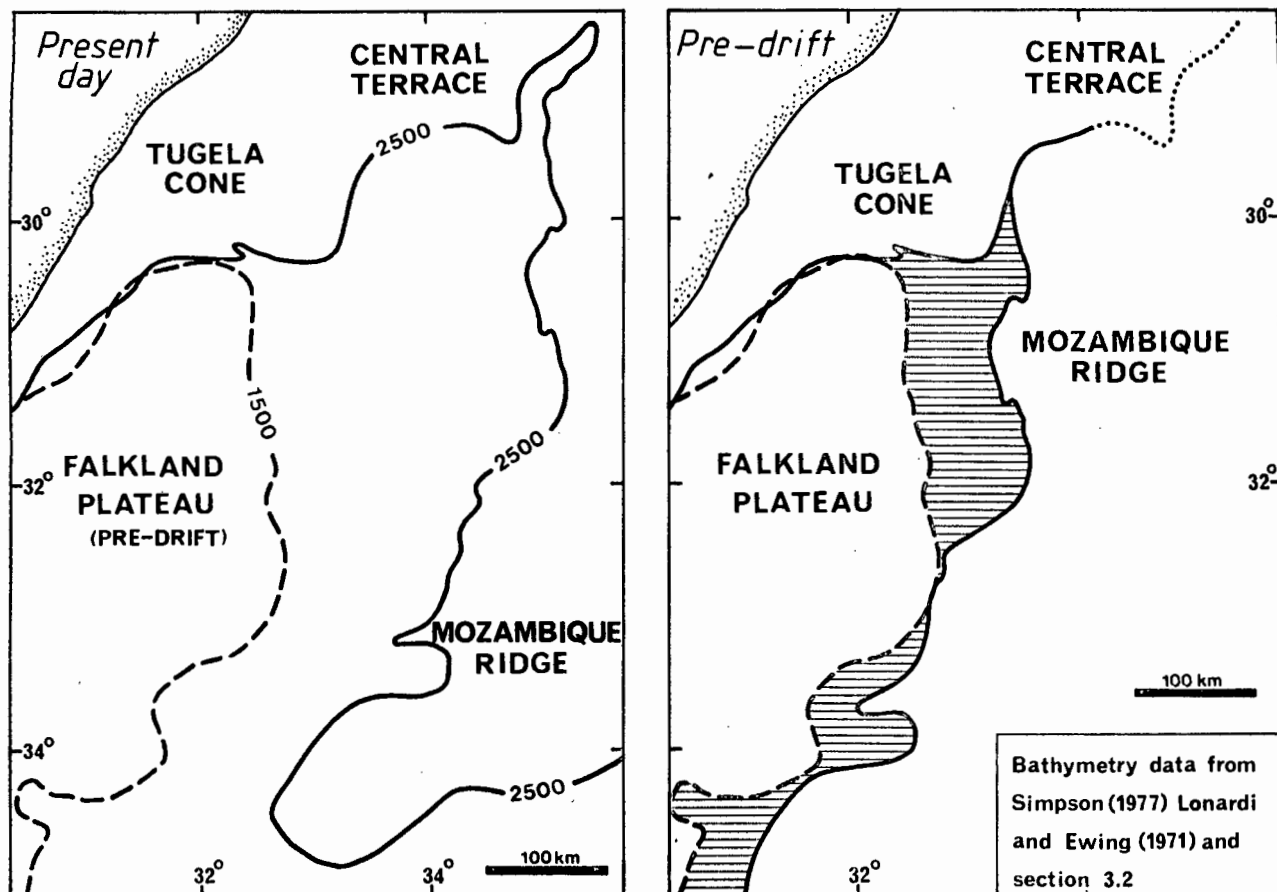 Present
day
CENTRAL
TERRACE
2500
TUGELA
CONE
30°
1500
2500
FALKLAND
PLATEAU
(PRE-DRIFT)
32°
MOZAMBIQUE
RIDGE
34°
2500
100 km
32°
34°
Pre-drift
CENTRAL
TERRACE
TUGELA
CONE
30°
MOZAMBIQUE
RIDGE
FALKLAND
PLATEAU
32°
100 km
Bathymetry data from
Simpson (1977) Lonardi
and Ewing (1971) and
section 3.2
32°